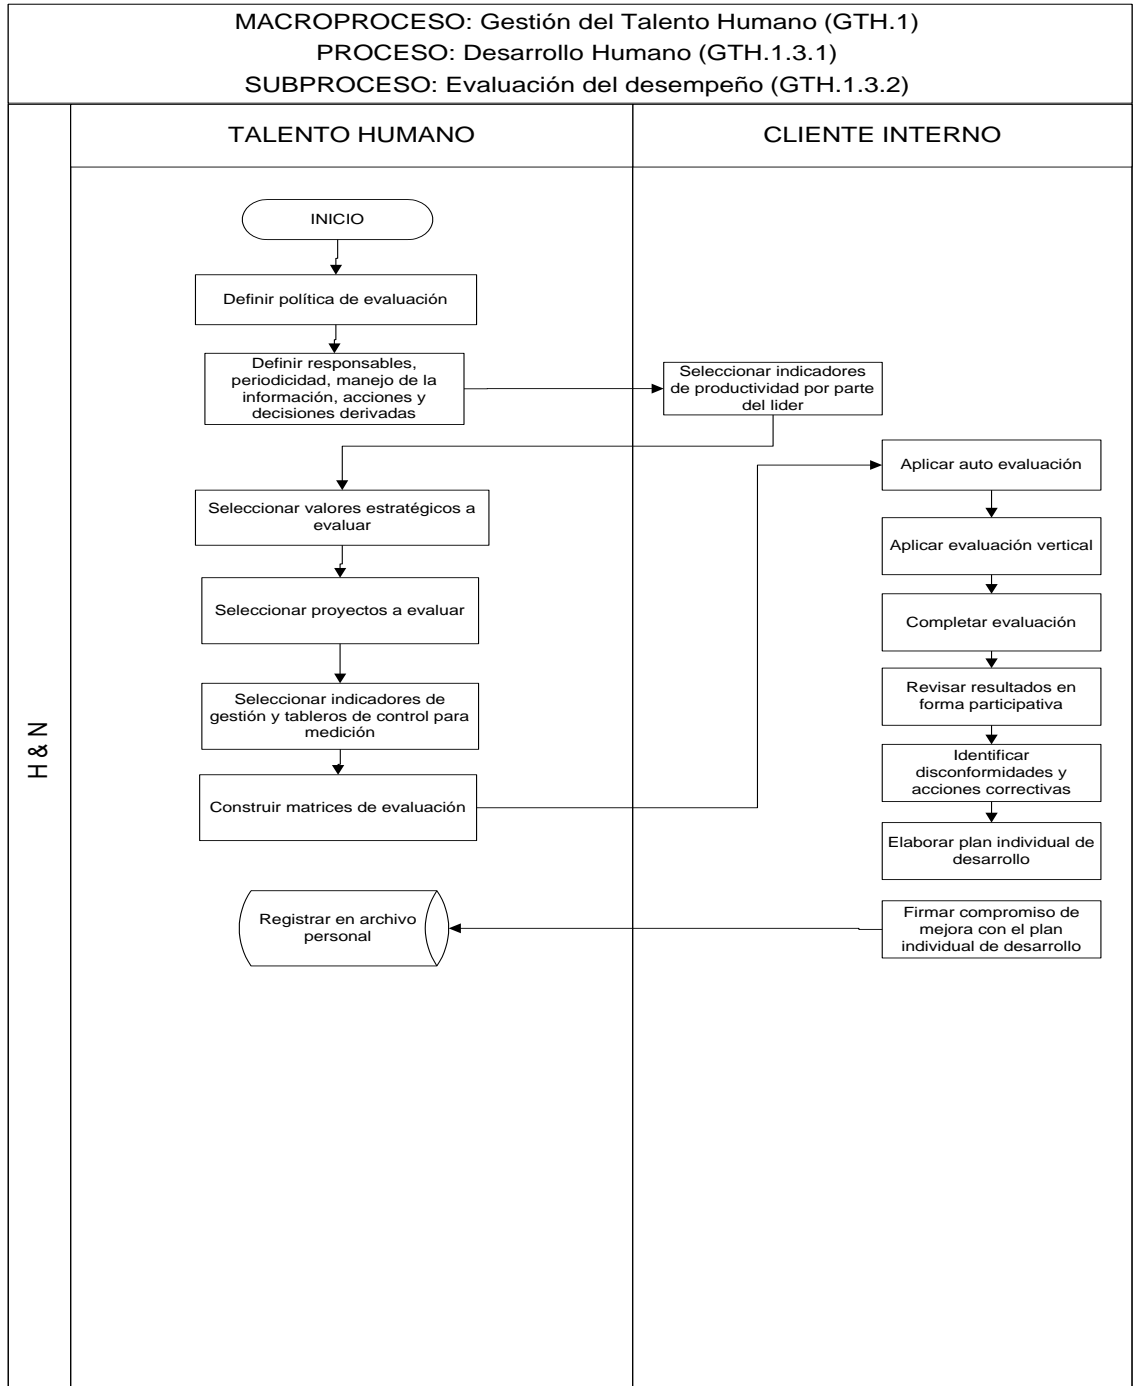 MACROPROCESO: Gestión del Talento Humano (GTH.1)
PROCESO: Desarrollo Humano (GTH.1.3.1)
SUBPROCESO: Evaluación del desempeño (GTH.1.3.2)
H & N
TALENTO HUMANO
CLIENTE INTERNO
INICIO
Definir política de evaluación
Definir responsables,
periodicidad, manejo de la
información, acciones y
decisiones derivadas
Seleccionar indicadores
de productividad por parte
del lider
Seleccionar valores estratégicos a
evaluar
Seleccionar proyectos a evaluar
Seleccionar indicadores de
gestión y tableros de control para
medición
Construir matrices de evaluación
Aplicar auto evaluación
Aplicar evaluación vertical
Completar evaluación
Revisar resultados en
forma participativa
Identificar
disconformidades y
acciones correctivas
Elaborar plan individual de
desarrollo
Firmar compromiso de
mejora con el plan
individual de desarrollo
Registrar en archivo
personal